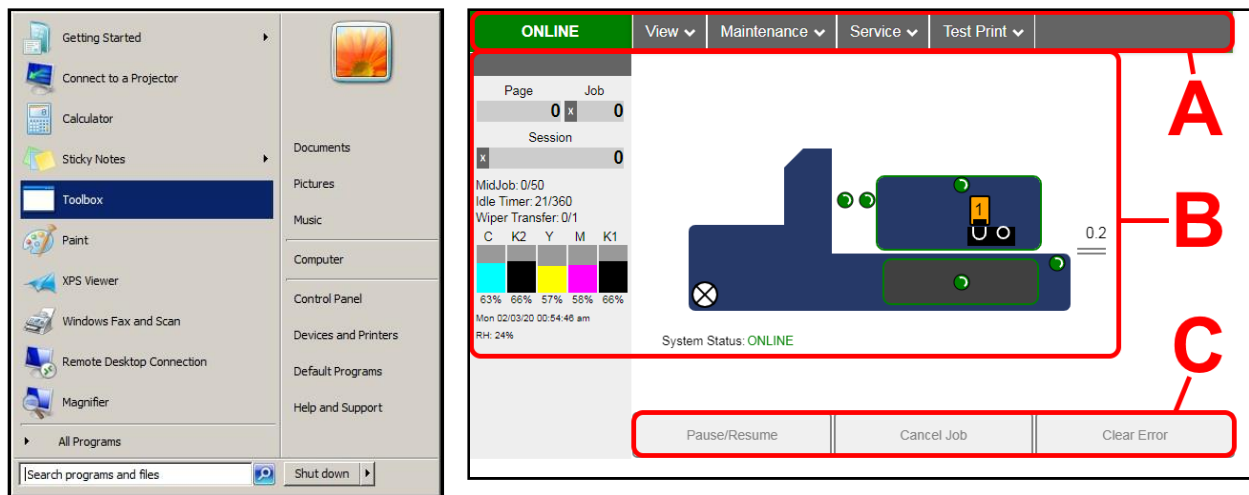 Getting Started
Connect to a Projector
Calculator
Sticky Notes
Toolbox
Paint
XPS Viewer
Windows Fax and Scan
Remote Desktop Connection
Magnifier
All Programs
Search programs and files
Documents
Pictures
Music
Computer
Control Panel
Devices and Printers
Default Programs
Help and Support
Shut down
ONLINE View Maintenance Service Test Print
A
Page Job
0 x 0
Session
x 0
MidJob: 0/50
Idle Timer: 21/360
Wiper Transfer: 0/1
C K2 Y M K1
63% 66% 57% 58% 66%
Mon 02/03/20 00:54:46 am
RH: 24%
1
0.2
B
System Status: ONLINE
C
Pause/Resume Cancel Job Clear Error